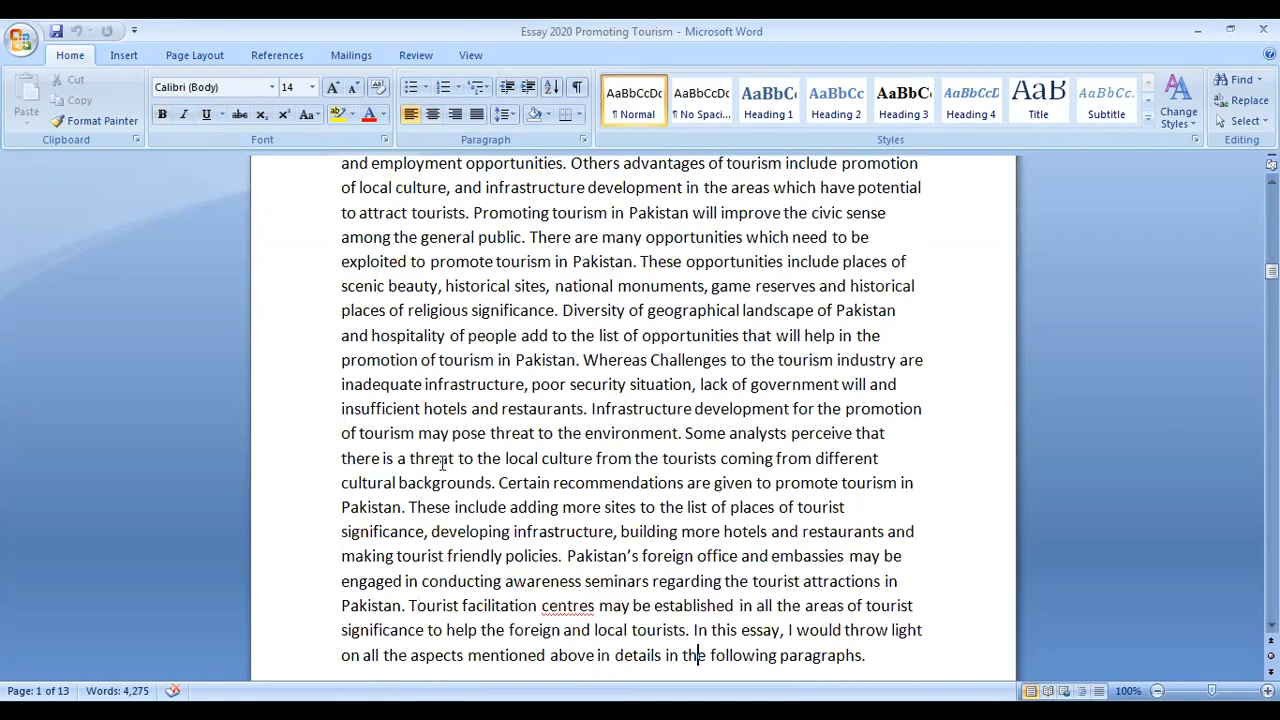 Essay 2020 Promoting Tourism - Microsoft Word
Home Insert Page Layout References Mailings Review View
Paste
Cut
Copy
Format Painter
Clipboard
Calibri (Body) 14
B I U abc x₂ x² Aa
Font
Paragraph
AaBbCcDc AaBbCcDc AaBbC AaBbCc AaBbC AaBbCcD AaB AaBbCc.
¶ Normal ¶ No Spaci... Heading 1 Heading 2 Heading 3 Heading 4 Title Subtitle
Change
Styles
Styles
Find
Replace
Select
Editing
and employment opportunities. Others advantages of tourism include promotion
of local culture, and infrastructure development in the areas which have potential
to attract tourists. Promoting tourism in Pakistan will improve the civic sense
among the general public. There are many opportunities which need to be
exploited to promote tourism in Pakistan. These opportunities include places of
scenic beauty, historical sites, national monuments, game reserves and historical
places of religious significance. Diversity of geographical landscape of Pakistan
and hospitality of people add to the list of opportunities that will help in the
promotion of tourism in Pakistan. Whereas Challenges to the tourism industry are
inadequate infrastructure, poor security situation, lack of government will and
insufficient hotels and restaurants. Infrastructure development for the promotion
of tourism may pose threat to the environment. Some analysts perceive that
there is a threat to the local culture from the tourists coming from different
cultural backgrounds. Certain recommendations are given to promote tourism in
Pakistan. These include adding more sites to the list of places of tourist
significance, developing infrastructure, building more hotels and restaurants and
making tourist friendly policies. Pakistan’s foreign office and embassies may be
engaged in conducting awareness seminars regarding the tourist attractions in
Pakistan. Tourist facilitation centres may be established in all the areas of tourist
significance to help the foreign and local tourists. In this essay, I would throw light
on all the aspects mentioned above in details in the following paragraphs.
Page: 1 of 13 Words: 4,275 100%